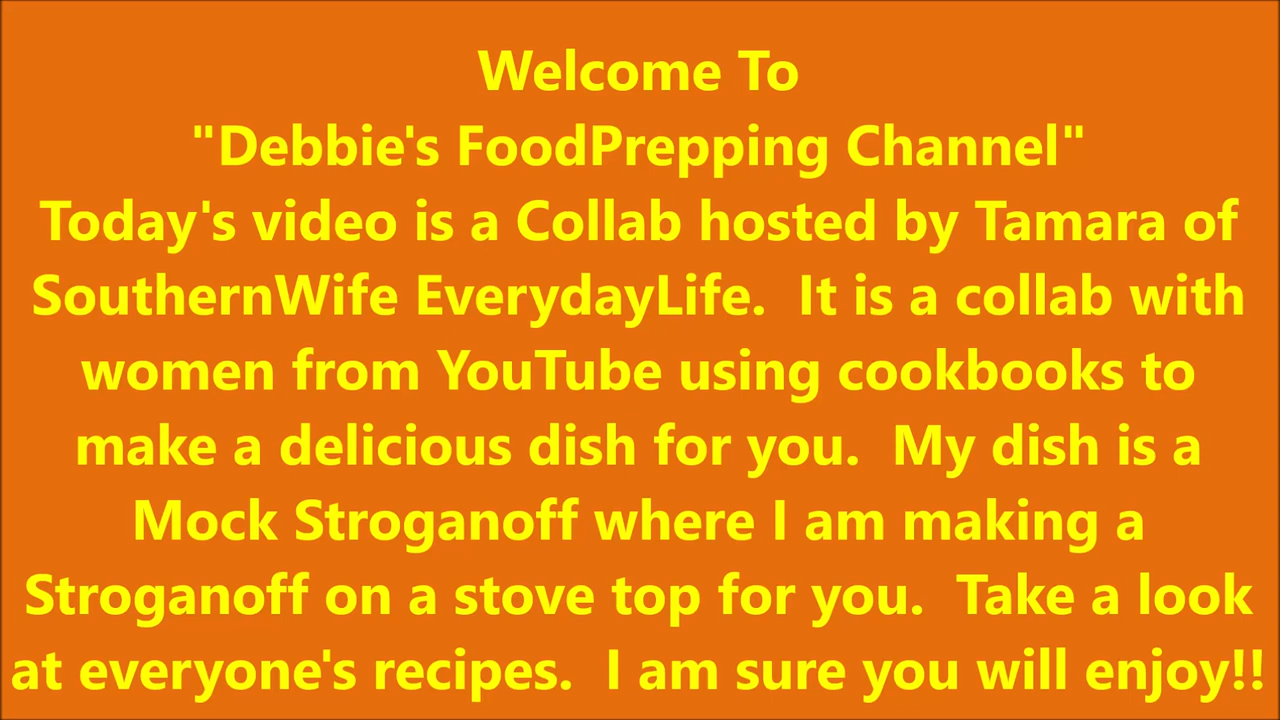 Welcome To
"Debbie's FoodPrepping Channel"
Today's video is a Collab hosted by Tamara of
SouthernWife EverydayLife.  It is a collab with
women from YouTube using cookbooks to
make a delicious dish for you.  My dish is a
Mock Stroganoff where I am making a
Stroganoff on a stove top for you.  Take a look
at everyone's recipes.  I am sure you will enjoy!!